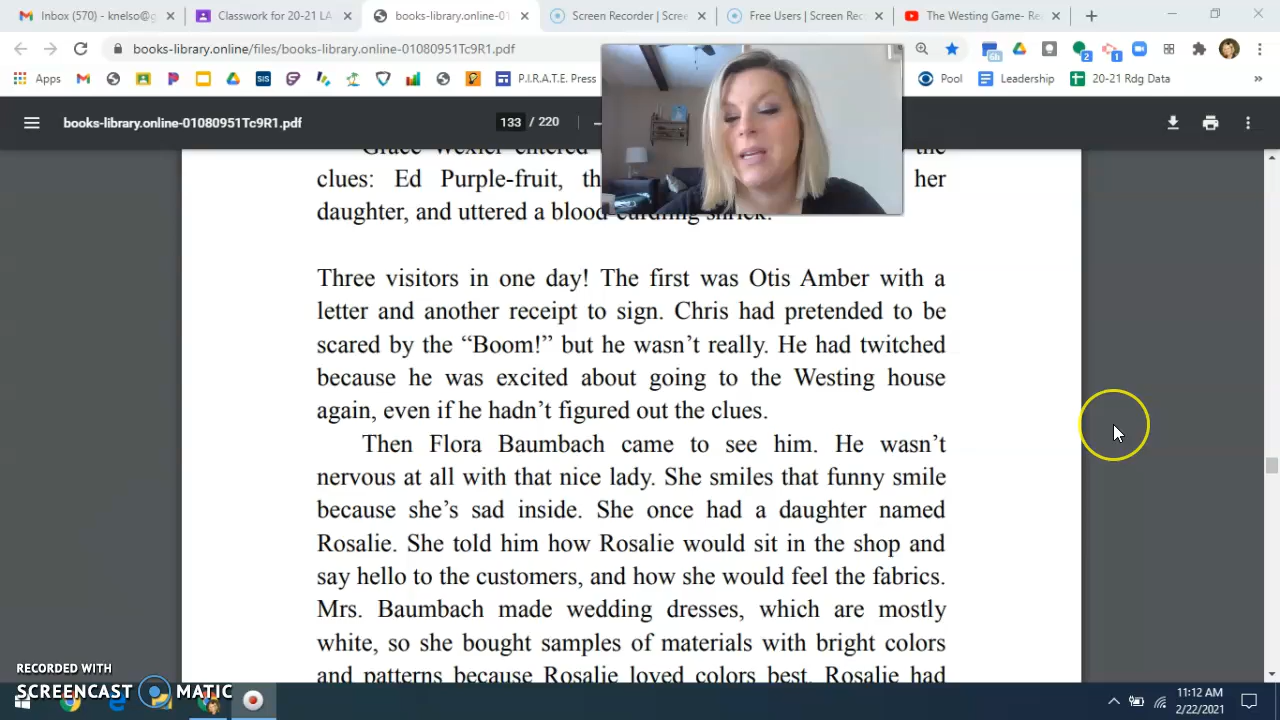 Inbox (570) - knelso@g
Classwork for 20-21 LA
books-library.online-01
Screen Recorder | Scre
Free Users | Screen Rec
The Westing Game- Re
books-library.online/files/books-library.online-01080951Tc9R1.pdf
6h
2
1
Apps
SIS
P.I.R.A.T.E. Press
Pool
Leadership
20-21 Rdg Data
books-library.online-01080951Tc9R1.pdf
133 / 220
Grace Wexler entered the
clues: Ed Purple-fruit, th her
daughter, and uttered a blood-curdling shriek.
Three visitors in one day! The first was Otis Amber with a
letter and another receipt to sign. Chris had pretended to be
scared by the “Boom!” but he wasn’t really. He had twitched
because he was excited about going to the Westing house
again, even if he hadn’t figured out the clues.
Then Flora Baumbach came to see him. He wasn’t
nervous at all with that nice lady. She smiles that funny smile
because she’s sad inside. She once had a daughter named
Rosalie. She told him how Rosalie would sit in the shop and
say hello to the customers, and how she would feel the fabrics.
Mrs. Baumbach made wedding dresses, which are mostly
white, so she bought samples of materials with bright colors
and patterns because Rosalie loved colors best. Rosalie had
RECORDED WITH
SCREENCAST MATIC
11:12 AM
2/22/2021